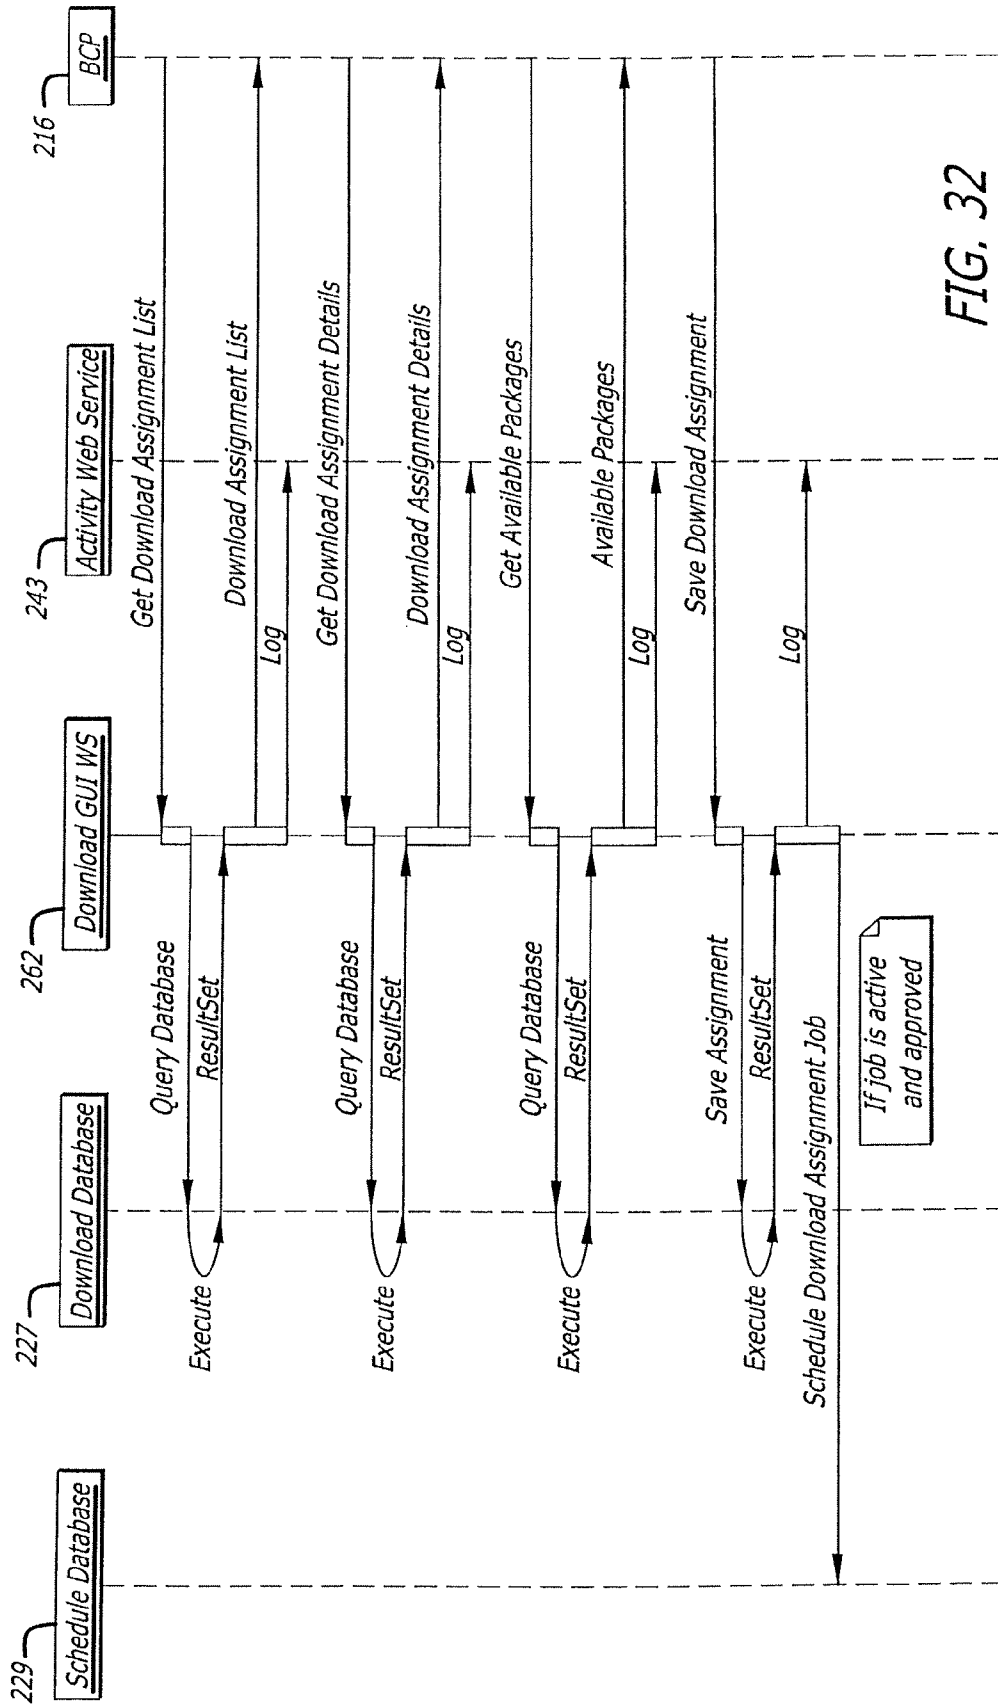 229
Schedule Database
227
Download Database
262
Download GUI WS
243
Activity Web Service
216
BCP
Get Download Assignment List
Query Database
Execute
ResultSet
Download Assignment List
Log
Get Download Assignment Details
Query Database
Execute
ResultSet
Download Assignment Details
Log
Get Available Packages
Query Database
Execute
ResultSet
Available Packages
Log
Save Download Assignment
Save Assignment
Execute
ResultSet
Log
Schedule Download Assignment Job
If job is active
and approved
FIG. 32